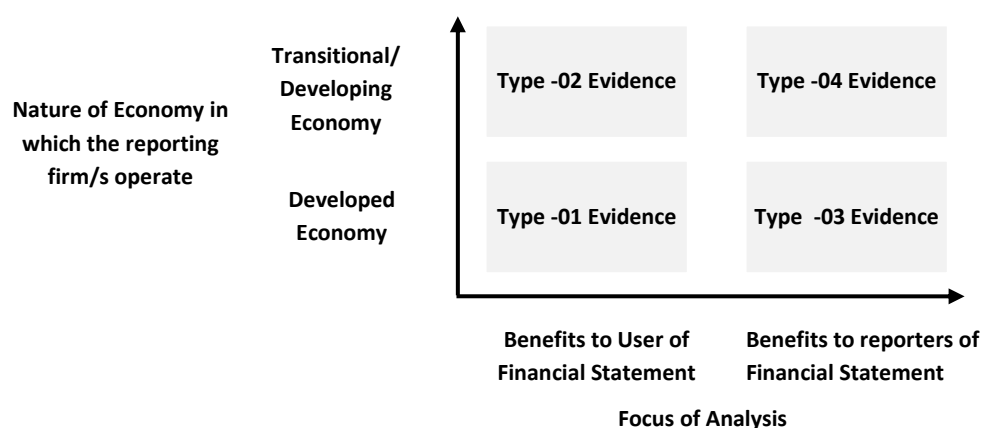 Nature of Economy in
which the reporting
firm/s operate
Transitional/
Developing
Economy
Developed
Economy
Type -02 Evidence
Type -04 Evidence
Type -01 Evidence
Type  -03 Evidence
Benefits to User of
Financial Statement
Benefits to reporters of
Financial Statement
Focus of Analysis